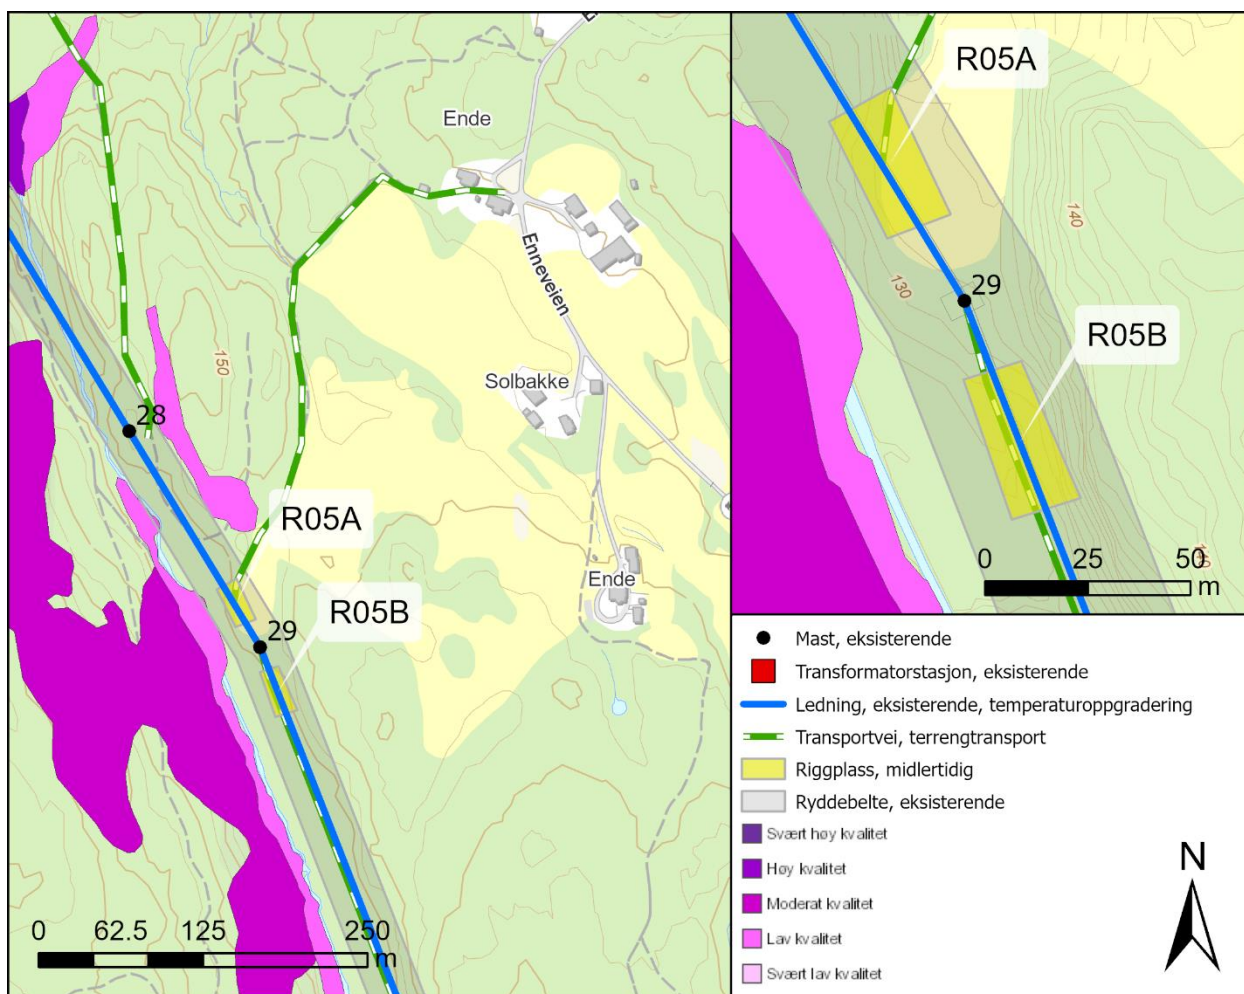 Ende
Enneveien
150
Solbakke
28
R05A
Ende
R05B
29
0 62.5 125 250
m
R05A
140
130
29
R05B
0 25 50
m
Mast, eksisterende
Transformatorstasjon, eksisterende
Ledning, eksisterende, temperaturoppgradering
Transportvei, terrengtransport
Riggplass, midlertidig
Ryddebelte, eksisterende
Svært høy kvalitet
Høy kvalitet
Moderat kvalitet
Lav kvalitet
Svært lav kvalitet
N